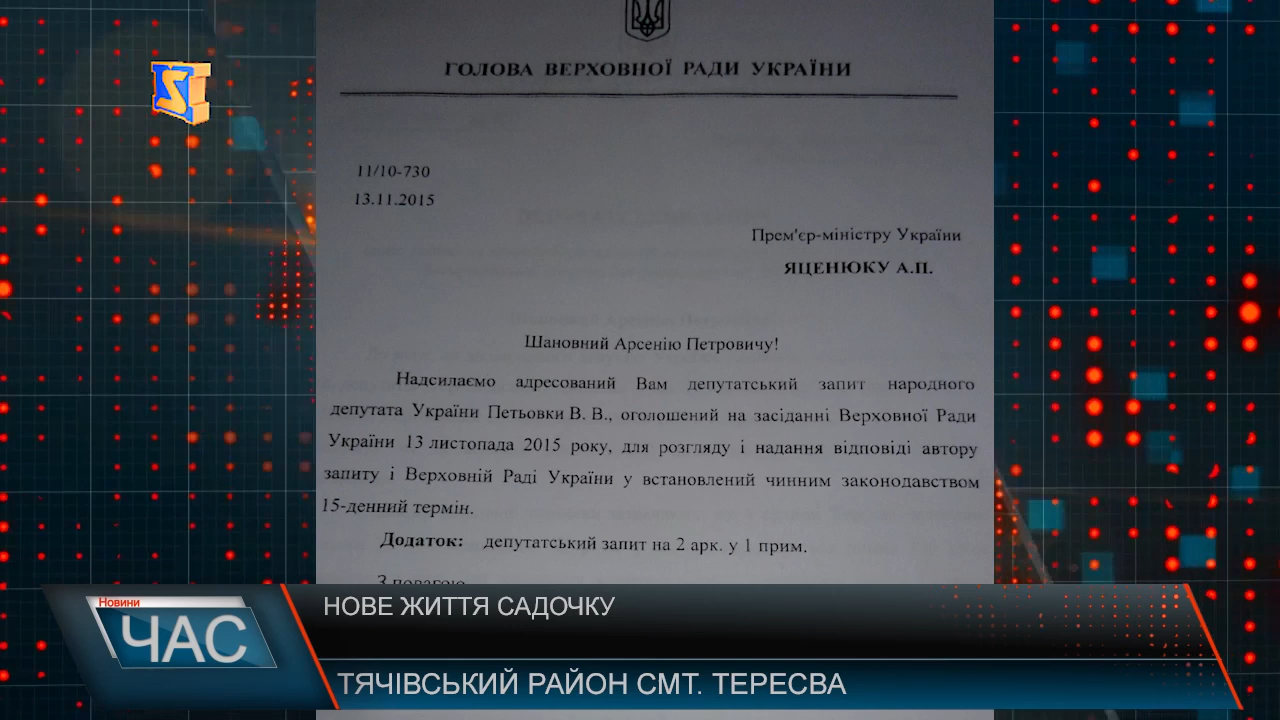 ГОЛОВА ВЕРХОВНОЇ РАДИ УКРАЇНИ
11/10-730
13.11.2015
Прем'єр-міністру України
ЯЦЕНЮКУ А.П.
Шановний Арсенію Петровичу!
Надсилаємо адресований Вам депутатський запит народного
депутата України Петьовки В. В., оголошений на засіданні Верховної Ради
України 13 листопада 2015 року, для розгляду і надання відповіді автору
запиту і Верховній Раді України у встановлений чинним законодавством
15-денний термін.
Додаток: депутатський запит на 2 арк. у 1 прим.
З повагою
Новини
ЧАС
НОВЕ ЖИТТЯ САДОЧКУ
ТЯЧІВСЬКИЙ РАЙОН СМТ. ТЕРЕСВА